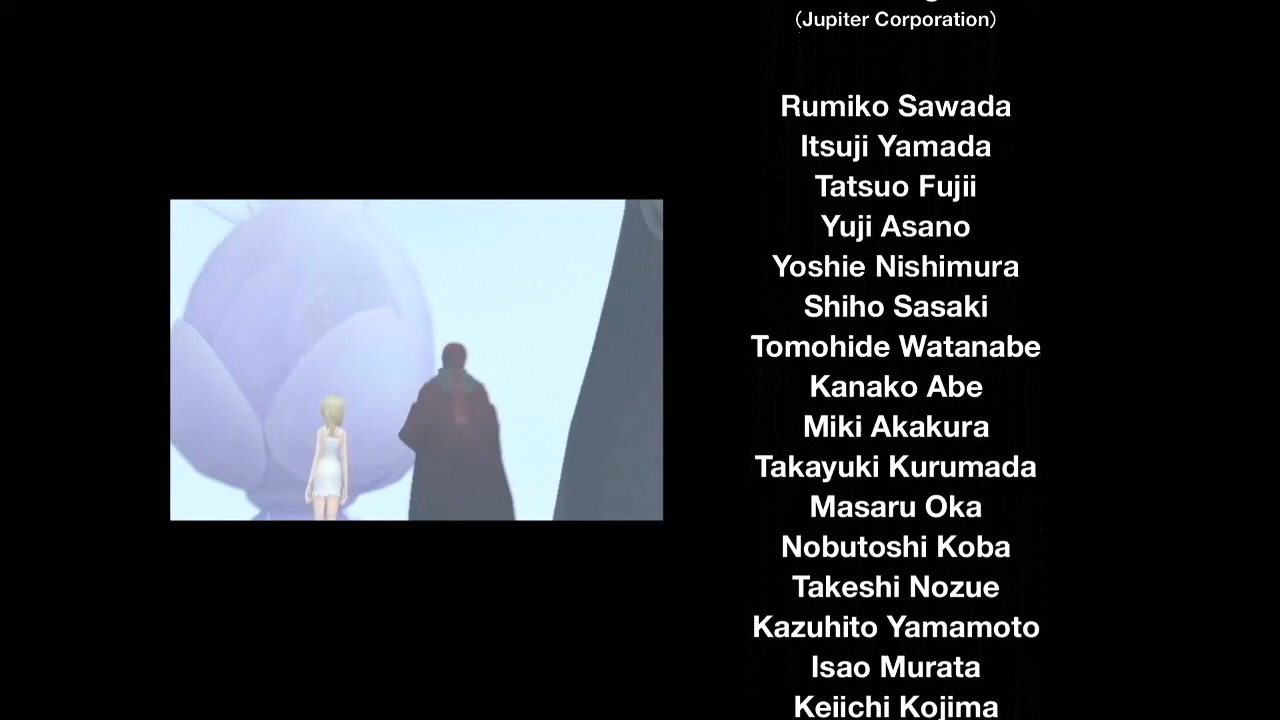 (Jupiter Corporation)
Rumiko Sawada
Itsuji Yamada
Tatsuo Fujii
Yuji Asano
Yoshie Nishimura
Shiho Sasaki
Tomohide Watanabe
Kanako Abe
Miki Akakura
Takayuki Kurumada
Masaru Oka
Nobutoshi Koba
Takeshi Nozue
Kazuhito Yamamoto
Isao Murata
Keiichi Kojima